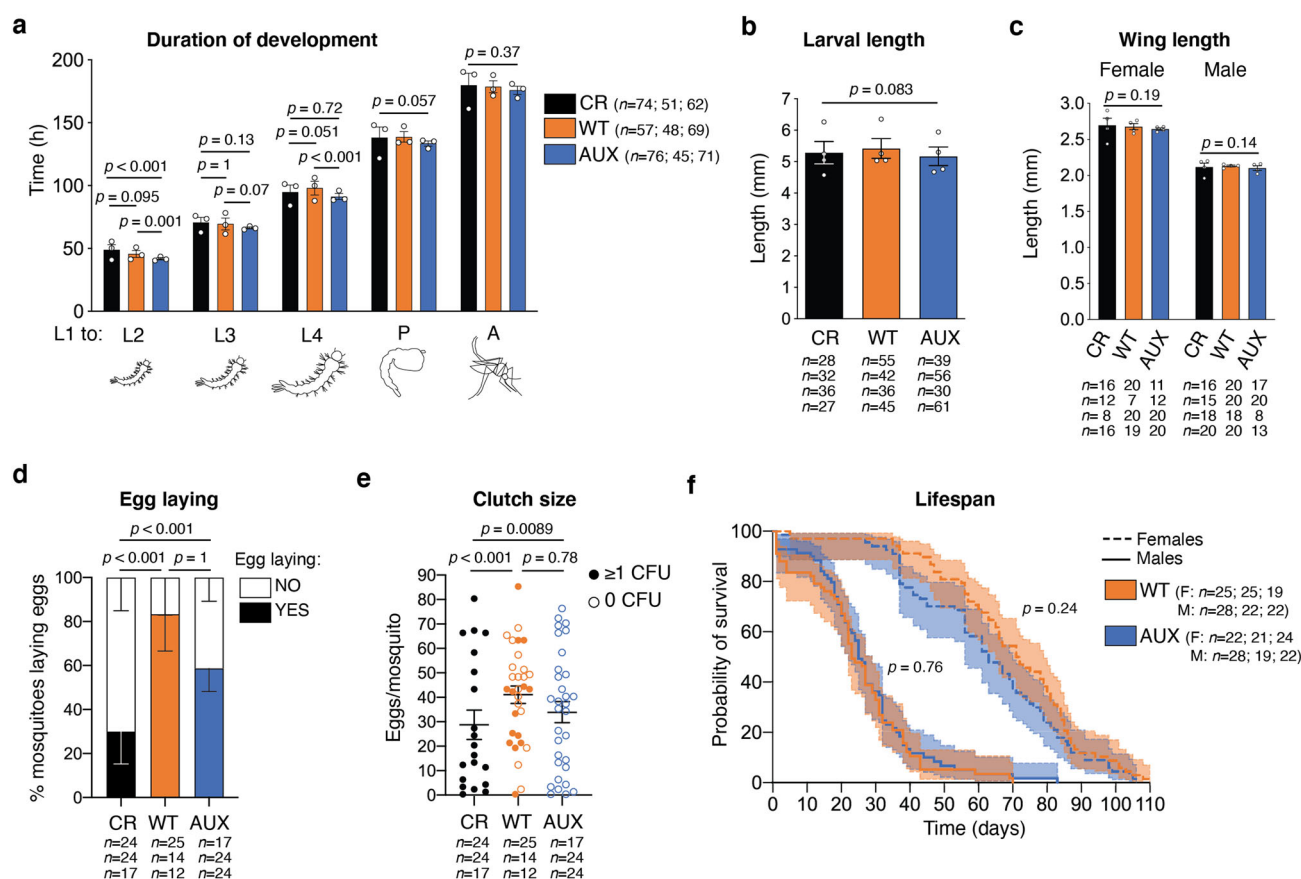 a
Duration of development
200
150
100
50
0
Time (h)
p < 0.001
p = 0.095
p = 0.001
p = 0.13
p = 1
p = 0.07
p = 0.72
p = 0.051
p < 0.001
p = 0.057
p = 0.37
CR (n=74; 51; 62)
WT (n=57; 48; 69)
AUX (n=76; 45; 71)
L1 to: L2 L3 L4 P A
b
Larval length
p = 0.083
7
6
5
4
3
2
1
0
Length (mm)
CR WT AUX
n=28 n=55 n=39
n=32 n=42 n=56
n=36 n=36 n=30
n=27 n=45 n=61
c
Wing length
Female Male
p = 0.19
p = 0.14
3.0
2.5
2.0
1.5
1.0
0.5
0.0
Length (mm)
CR WT AUX CR WT AUX
n=16 20 11 n=16 20 17
n=12 7 12 n=15 20 20
n= 8 20 20 n=18 18 8
n=16 19 20 n=20 20 13
d
Egg laying
p < 0.001
p < 0.001 p = 1
Egg laying:
NO
YES
100
80
60
40
20
0
% mosquitoes laying eggs
CR WT AUX
n=24 n=25 n=17
n=24 n=14 n=24
n=17 n=12 n=24
e
Clutch size
p = 0.0089
p < 0.001 p = 0.78
≥1 CFU
0 CFU
90
80
70
60
50
40
30
20
10
0
Eggs/mosquito
CR WT AUX
n=24 n=25 n=17
n=24 n=14 n=24
n=17 n=12 n=24
f
Lifespan
100
80
60
40
20
0
Probability of survival
p = 0.24
p = 0.76
Females
Males
WT (F: n=25; 25; 19
M: n=28; 22; 22)
AUX (F: n=22; 21; 24
M: n=28; 19; 22)
0 10 20 30 40 50 60 70 80 90 100 110
Time (days)